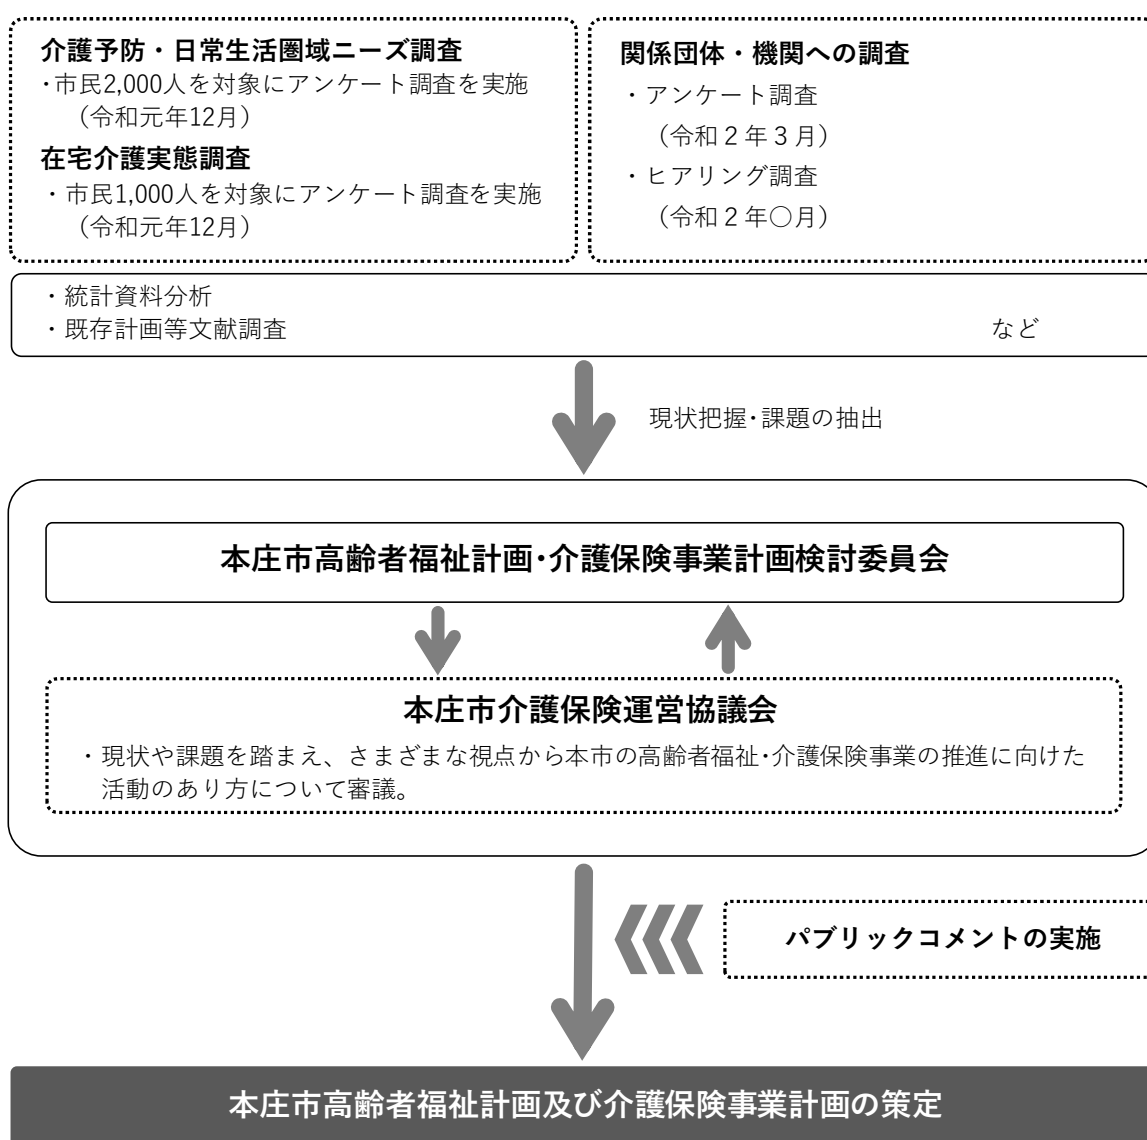 介護予防・日常生活圏域ニーズ調査
・市民2,000人を対象にアンケート調査を実施
（令和元年12月）
在宅介護実態調査
・市民1,000人を対象にアンケート調査を実施
（令和元年12月）
関係団体・機関への調査
・アンケート調査
（令和２年３月）
・ヒアリング調査
（令和２年○月）
・統計資料分析
・既存計画等文献調査 など
現状把握・課題の抽出
本庄市高齢者福祉計画・介護保険事業計画検討委員会
本庄市介護保険運営協議会
・現状や課題を踏まえ、さまざまな視点から本市の高齢者福祉・介護保険事業の推進に向けた
活動のあり方について審議。
パブリックコメントの実施
本庄市高齢者福祉計画及び介護保険事業計画の策定